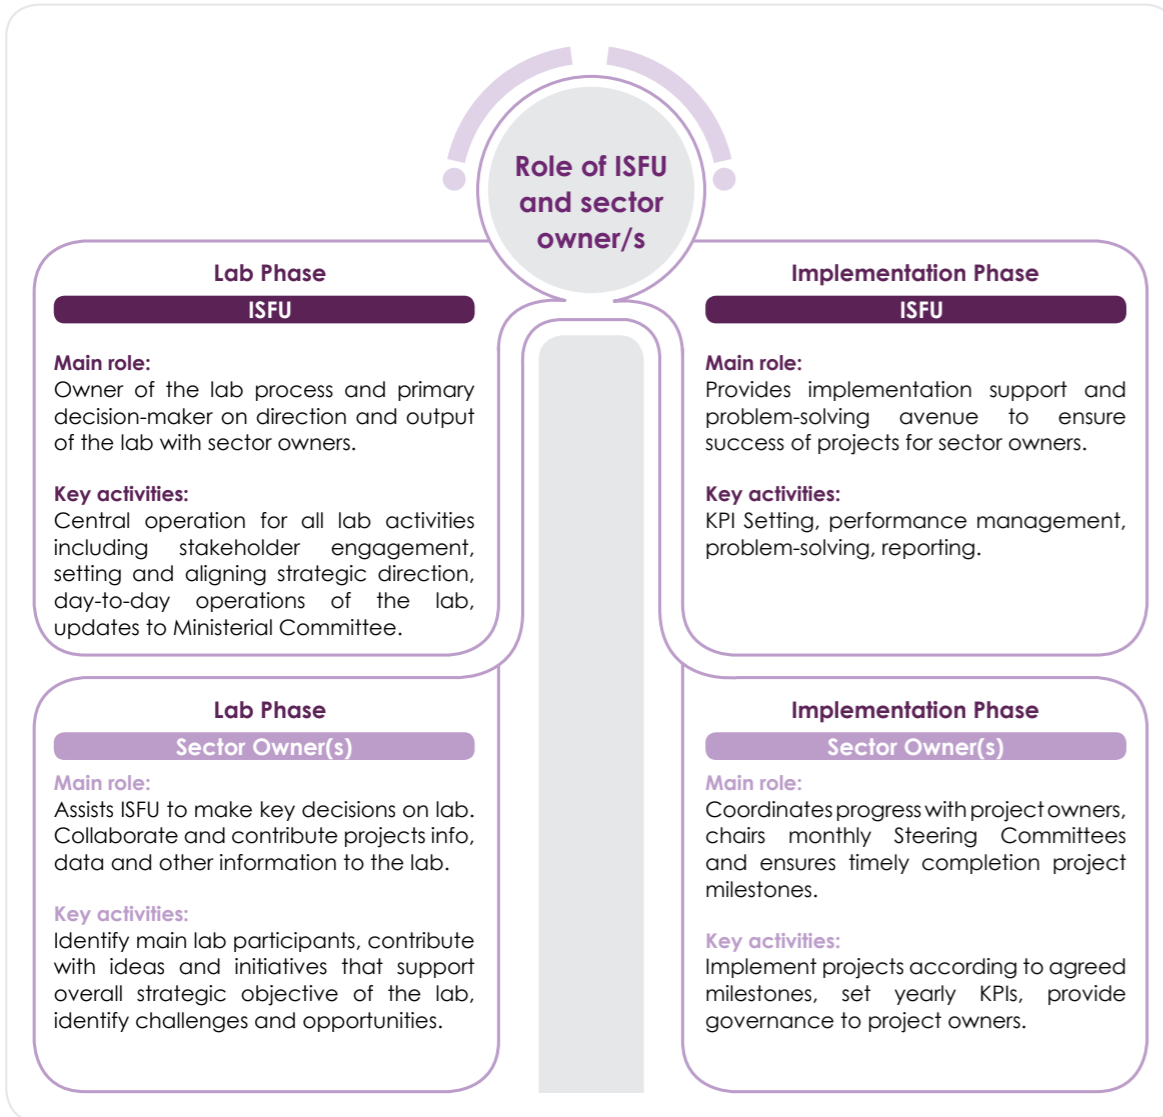 Role of ISFU
and sector
owner/s
Lab Phase
ISFU
Main role:
Owner of the lab process and primary
decision-maker on direction and output
of the lab with sector owners.
Key activities:
Central operation for all lab activities
including stakeholder engagement,
setting and aligning strategic direction,
day-to-day operations of the lab,
updates to Ministerial Committee.
Implementation Phase
ISFU
Main role:
Provides implementation support and
problem-solving avenue to ensure
success of projects for sector owners.
Key activities:
KPI Setting, performance management,
problem-solving, reporting.
Lab Phase
Sector Owner(s)
Main role:
Assists ISFU to make key decisions on lab.
Collaborate and contribute projects info,
data and other information to the lab.
Key activities:
Identify main lab participants, contribute
with ideas and initiatives that support
overall strategic objective of the lab,
identify challenges and opportunities.
Implementation Phase
Sector Owner(s)
Main role:
Coordinates progress with project owners,
chairs monthly Steering Committees
and ensures timely completion project
milestones.
Key activities:
Implement projects according to agreed
milestones, set yearly KPIs, provide
governance to project owners.